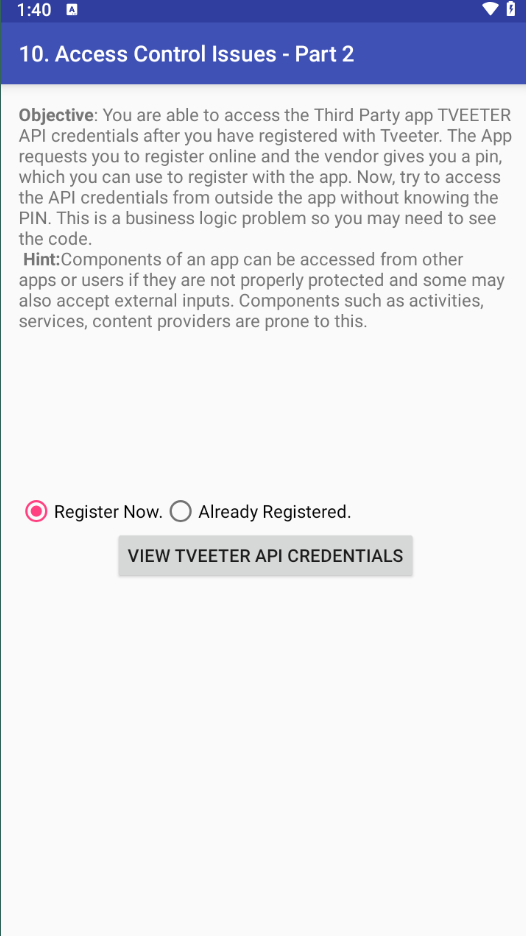 1:40
A
10. Access Control Issues - Part 2
Objective: You are able to access the Third Party app TVEETER
API credentials after you have registered with Tveeter. The App
requests you to register online and the vendor gives you a pin,
which you can use to register with the app. Now, try to access
the API credentials from outside the app without knowing the
PIN. This is a business logic problem so you may need to see
the code.
Hint:Components of an app can be accessed from other
apps or users if they are not properly protected and some may
also accept external inputs. Components such as activities,
services, content providers are prone to this.
Register Now. Already Registered.
VIEW TVEETER API CREDENTIALS